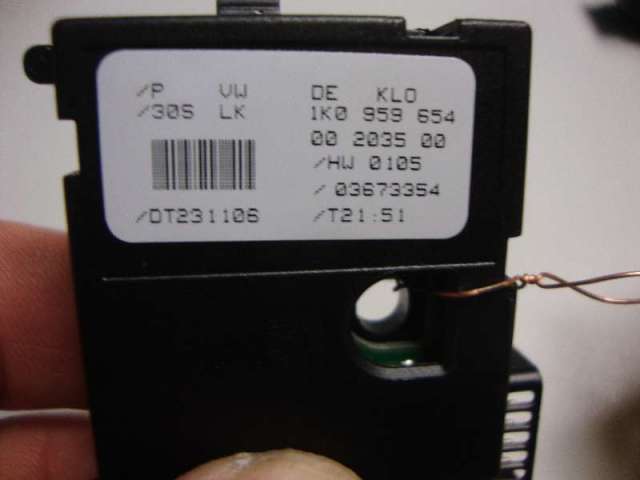 /P VW DE KLO
/30S LK 1K0 959 654
00 2035 00
/HW 0105
/ 03673354
/DT231106 /T21:51